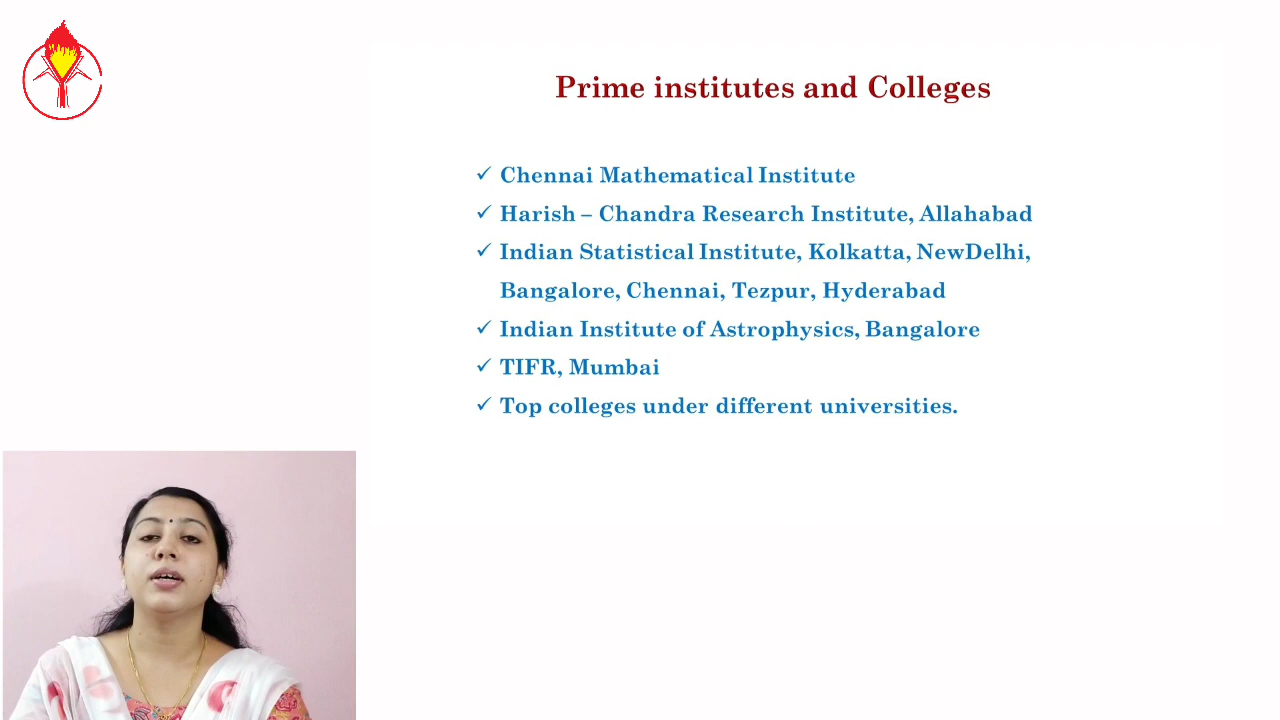 Prime institutes and Colleges
✓ Chennai Mathematical Institute
✓ Harish – Chandra Research Institute, Allahabad
✓ Indian Statistical Institute, Kolkatta, NewDelhi,
Bangalore, Chennai, Tezpur, Hyderabad
✓ Indian Institute of Astrophysics, Bangalore
✓ TIFR, Mumbai
✓ Top colleges under different universities.